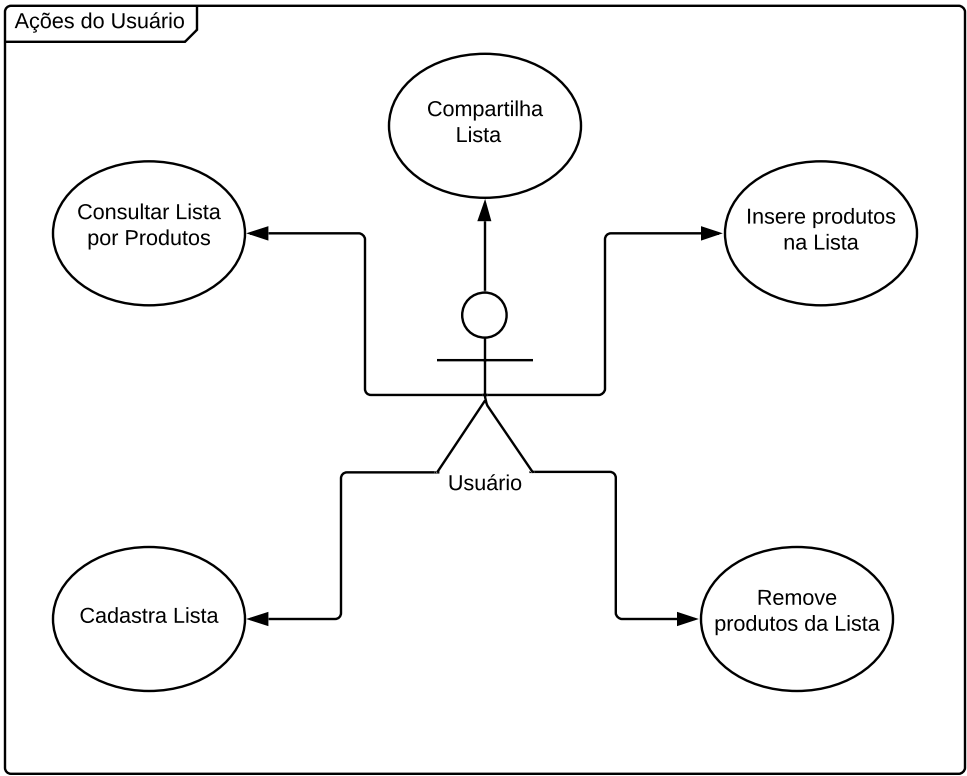 Ações do Usuário
Compartilha
Lista
Consultar Lista
por Produtos
Insere produtos
na Lista
Usuário
Cadastra Lista
Remove
produtos da Lista